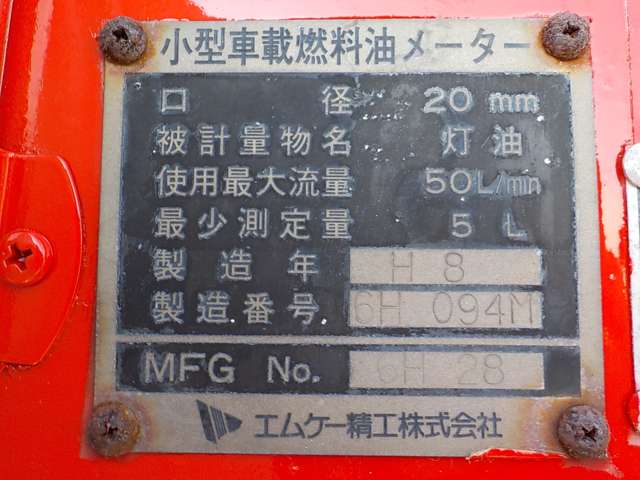 小型車載燃料油メーター
口 径 20 mm
被計量物名 灯 油
使用最大流量 50L/min
最少測定量 5 L
製 造 年 H 8
製造番号 6H 094M
MFG No. 6H 28
エムケー精工株式会社